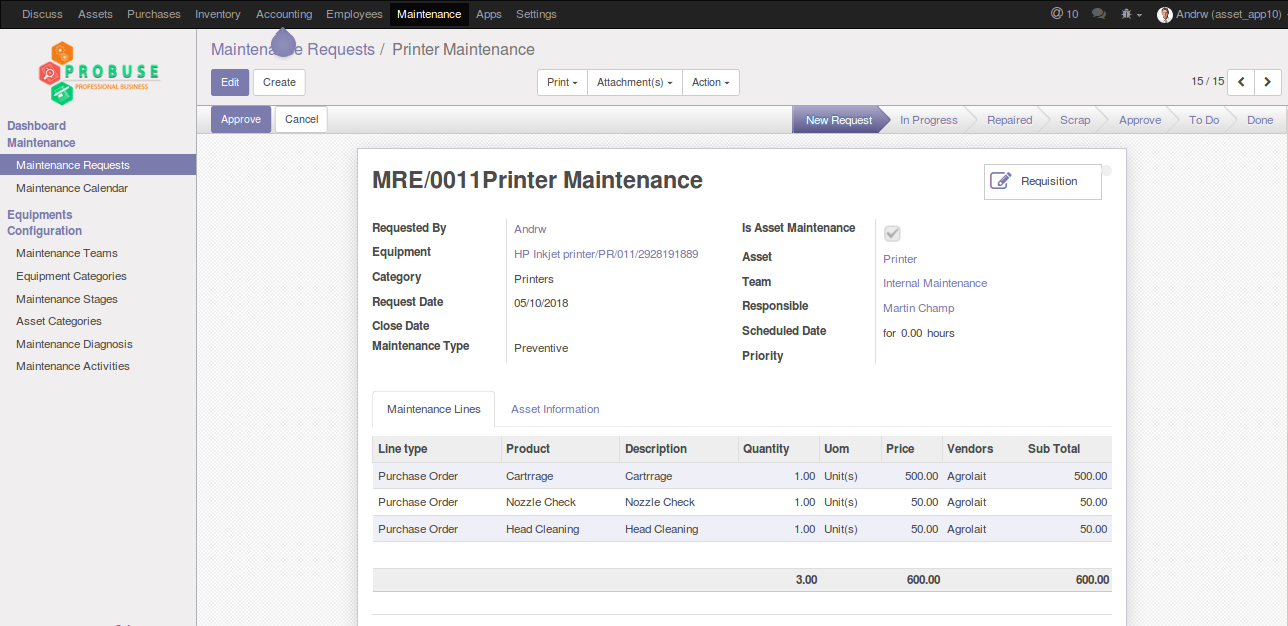 Discuss Assets Purchases Inventory Accounting Employees Maintenance Apps Settings @ 10 Andrw (asset_app10)
PROBUSE
PROFESSIONAL BUSINESS
Dashboard
Maintenance
Maintenance Requests
Maintenance Calendar
Equipments
Configuration
Maintenance Teams
Equipment Categories
Maintenance Stages
Asset Categories
Maintenance Diagnosis
Maintenance Activities
Maintenance Requests / Printer Maintenance
Edit Create Print Attachment(s) Action 15 / 15
Approve Cancel New Request In Progress Repaired Scrap Approve To Do Done
MRE/0011Printer Maintenance
Requisition
Requested By Andrw
Equipment HP Inkjet printer/PR/011/2928191889
Category Printers
Request Date 05/10/2018
Close Date
Maintenance Type Preventive
Is Asset Maintenance
Asset Printer
Team Internal Maintenance
Responsible Martin Champ
Scheduled Date for 0.00 hours
Priority
Maintenance Lines Asset Information
Line type Product Description Quantity Uom Price Vendors Sub Total
Purchase Order Cartrrage Cartrrage 1.00 Unit(s) 500.00 Agrolait 500.00
Purchase Order Nozzle Check Nozzle Check 1.00 Unit(s) 50.00 Agrolait 50.00
Purchase Order Head Cleaning Head Cleaning 1.00 Unit(s) 50.00 Agrolait 50.00
3.00 600.00 600.00